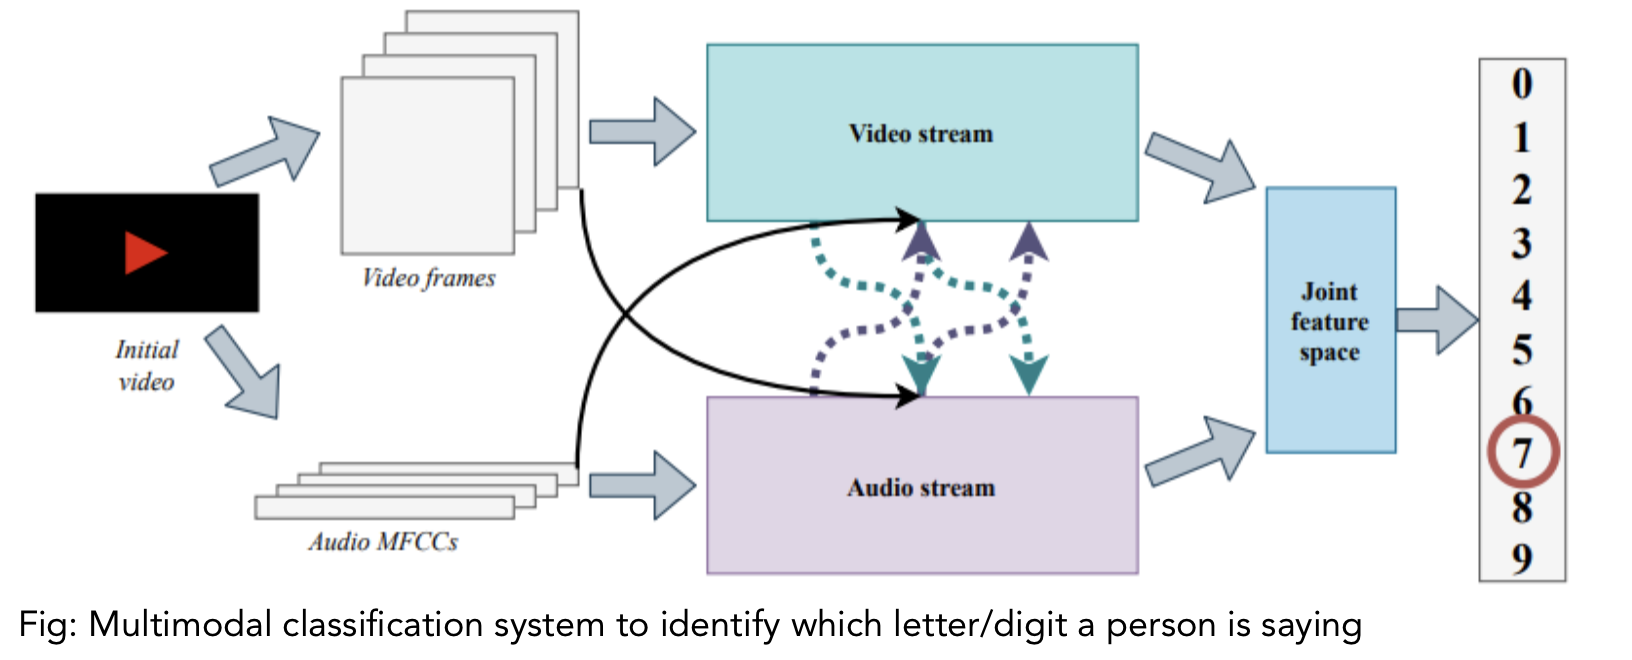 Initial
video
Video frames
Audio MFCCs
Video stream
Audio stream
Joint
feature
space
0
1
2
3
4
5
6
7
8
9
Fig: Multimodal classification system to identify which letter/digit a person is saying